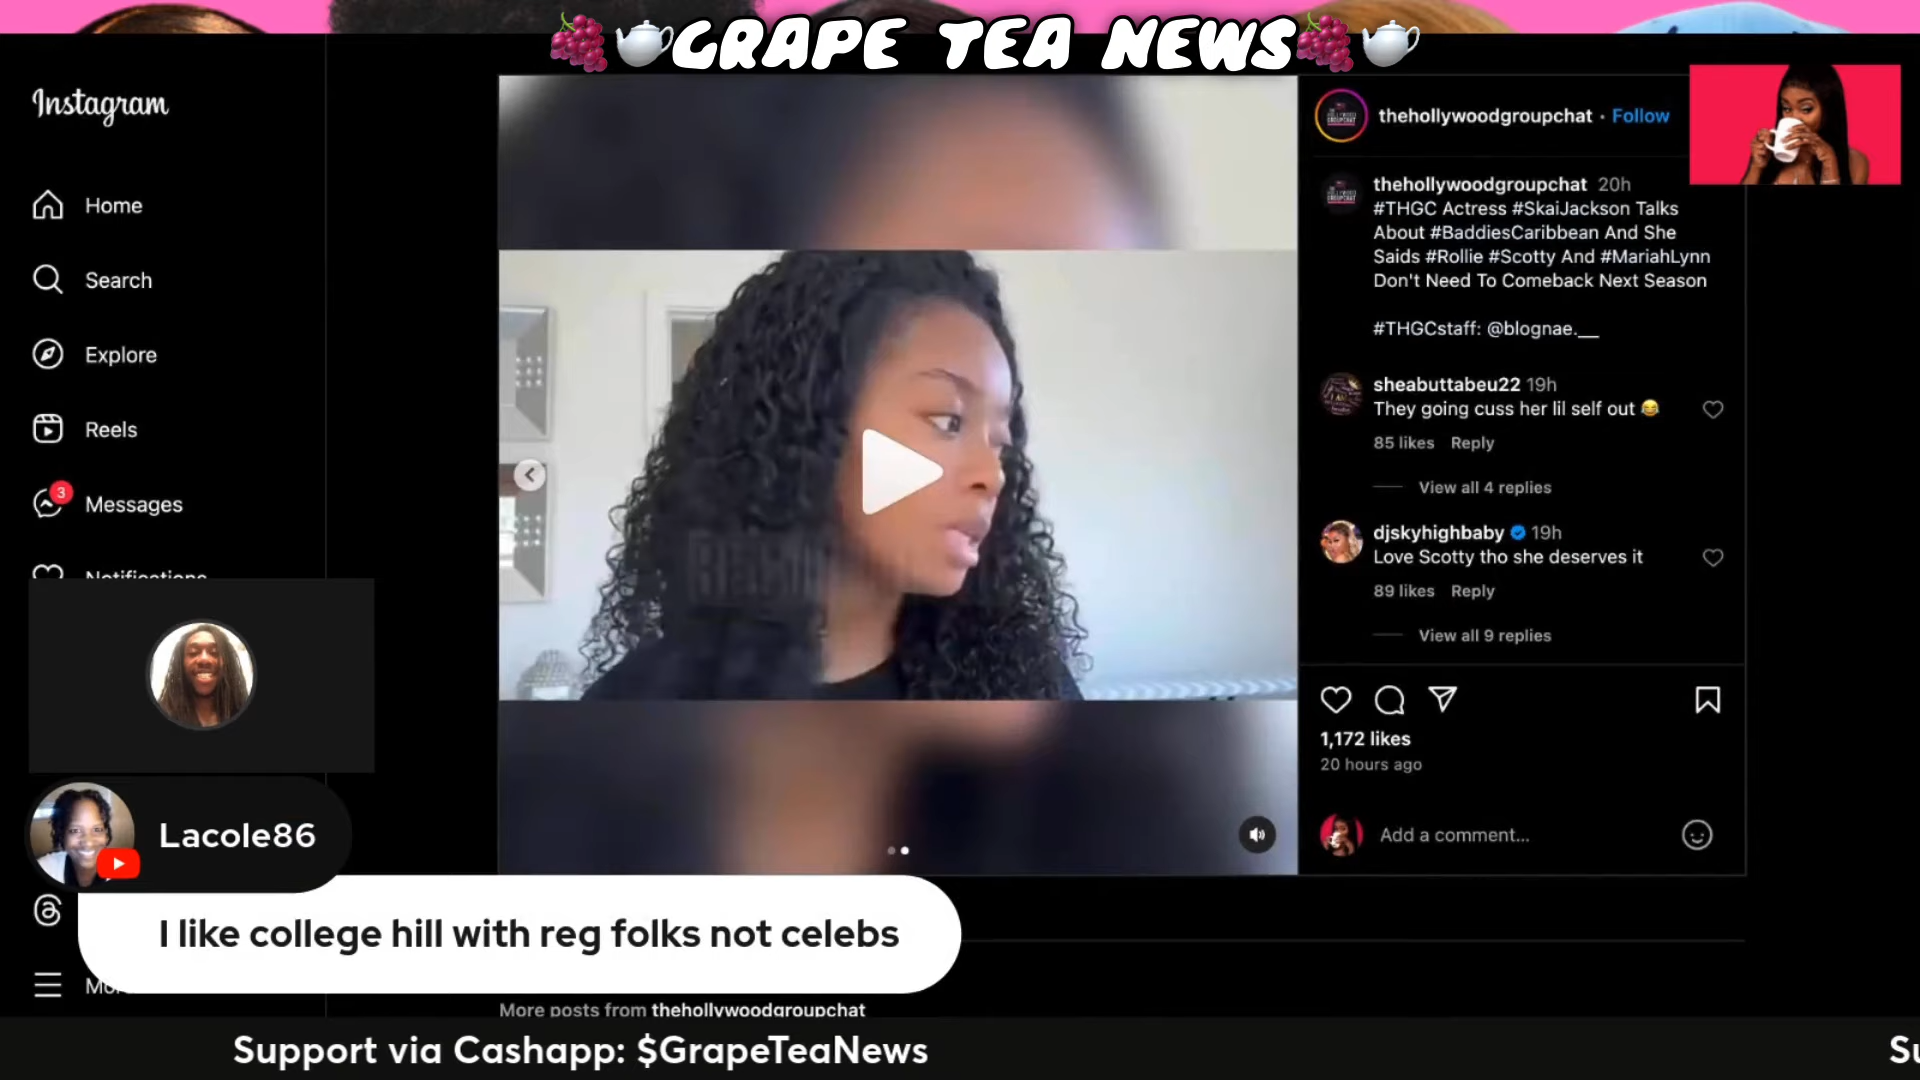 GRAPE TEA NEWS
Instagram
Home
Search
Explore
Reels
3
Messages
Notifications
thehollywoodgroupchat • Follow
thehollywoodgroupchat 20h
#THGC Actress #SkaiJackson Talks
About #BaddiesCaribbean And She
Saids #Rollie #Scotty And #MariahLynn
Don't Need To Comeback Next Season
#THGCstaff: @blognae.__
sheabuttabeu22 19h
They going cuss her lil self out 😂
85 likes Reply
View all 4 replies
djskyhighbaby 19h
Love Scotty tho she deserves it
89 likes Reply
View all 9 replies
1,172 likes
20 hours ago
Add a comment...
Lacole86
I like college hill with reg folks not celebs
More posts from thehollywoodgroupchat
Support via Cashapp: $GrapeTeaNews